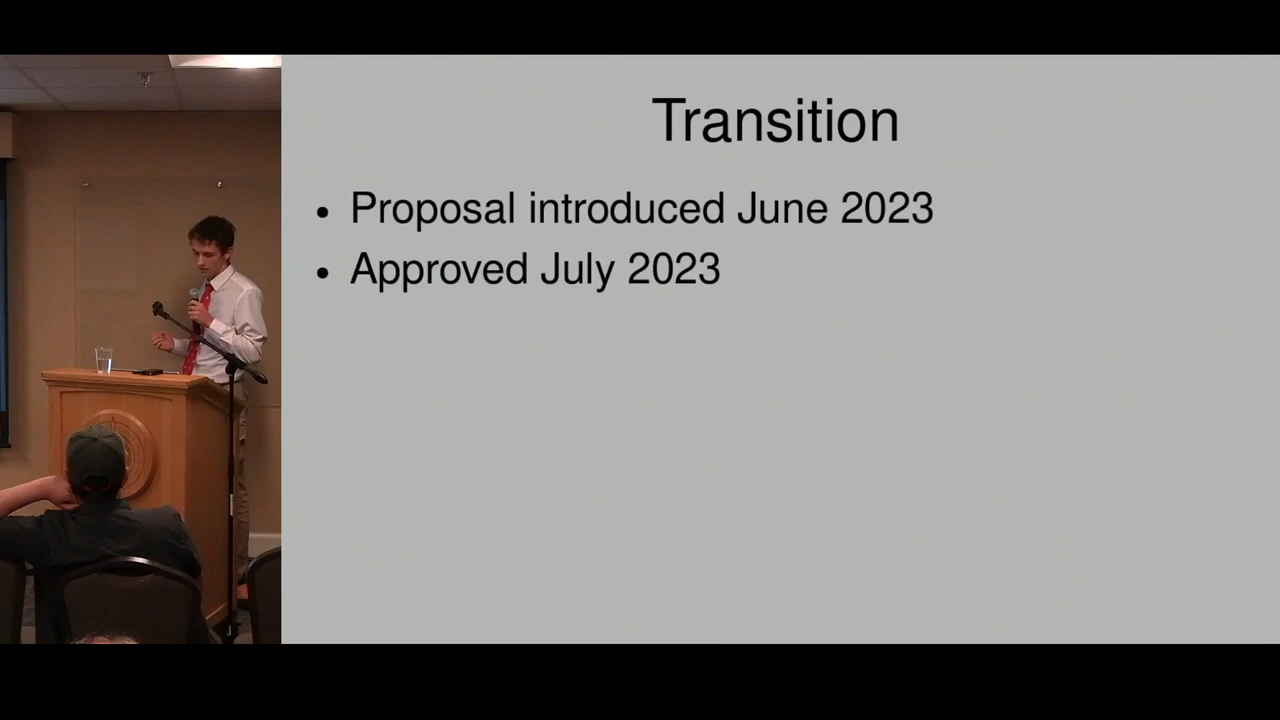 Transition
• Proposal introduced June 2023
• Approved July 2023